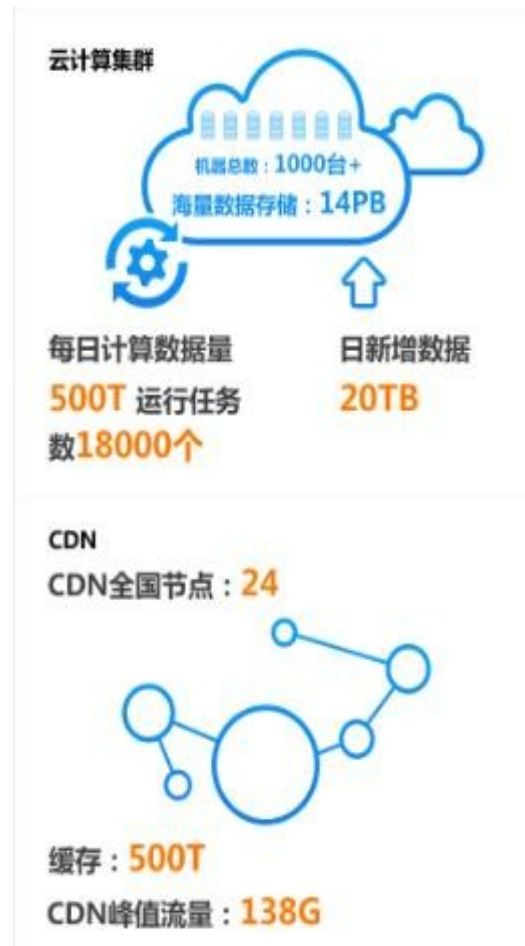 云计算集群
机器总数：1000台+
海量数据存储：14PB
每日计算数据量
500T 运行任务
数18000个
日新增数据
20TB
CDN
CDN全国节点：24
缓存：500T
CDN峰值流量：138G